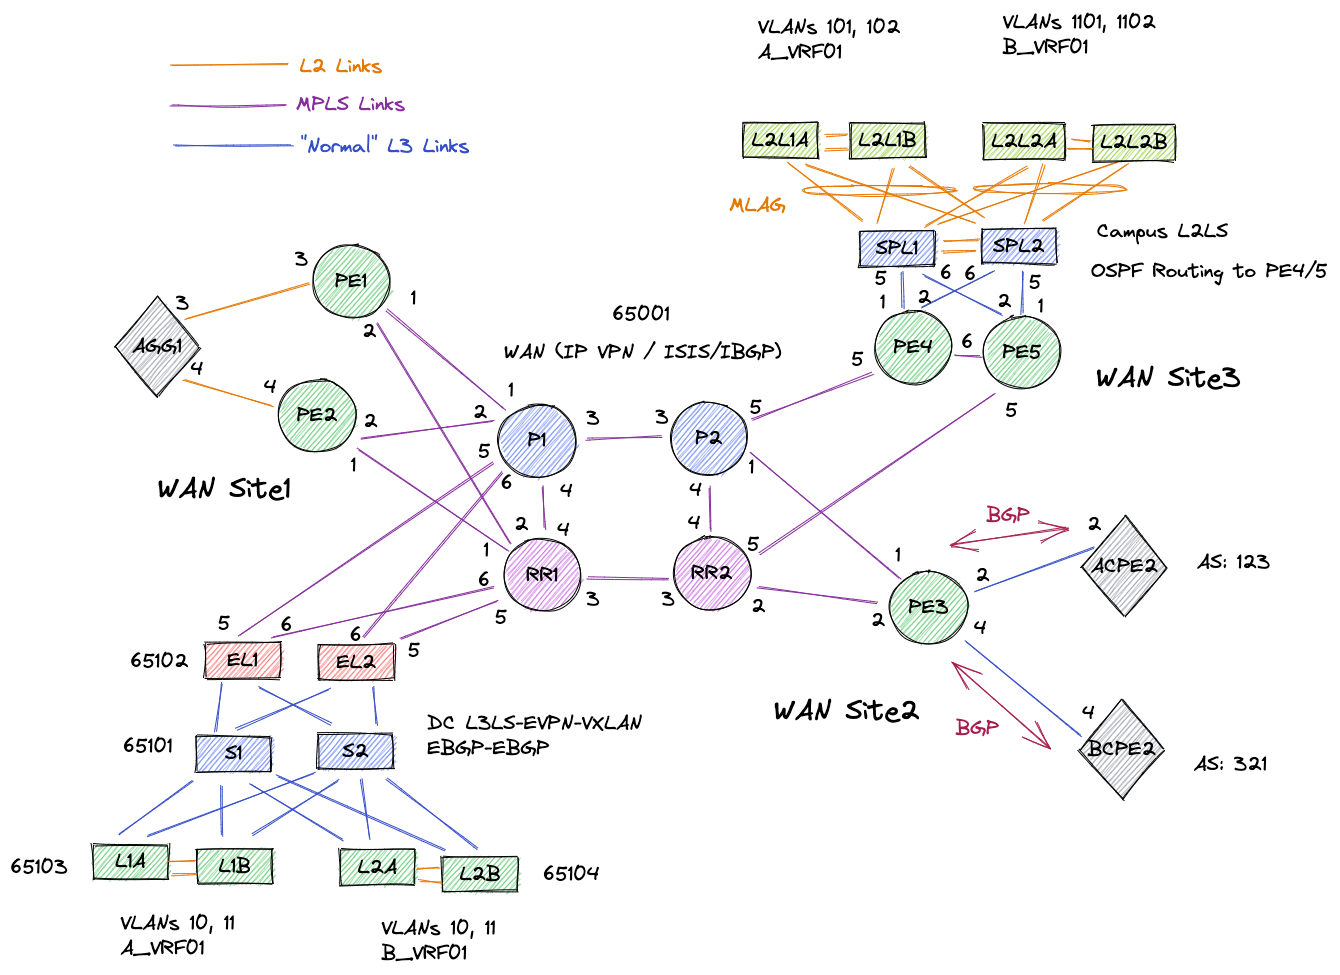 VLANs 101, 102
A_VRF01
VLANs 1101, 1102
B_VRF01
L2 Links
MPLS Links
"Normal" L3 Links
L2L1A
L2L1B
L2L2A
L2L2B
MLAG
SPL1
SPL2
Campus L2LS
OSPF Routing to PE4/5
5
6
6
5
1
2
2
1
PE4
6
PE5
5
5
WAN Site3
3
PE1
1
2
3
AGG1
4
4
PE2
2
1
WAN Site1
65001
WAN (IP VPN / ISIS/IBGP)
1
2
P1
3
5
6
4
3
P2
5
1
4
2
4
1
RR1
6
5
3
4
5
RR2
3
2
1
PE3
2
2
4
BGP
2
ACPE2
AS: 123
WAN Site2
BGP
4
BCPE2
AS: 321
5
6
6
5
65102
EL1
EL2
65101
S1
S2
DC L3LS-EVPN-VXLAN
EBGP-EBGP
65103
L1A
L1B
L2A
L2B
65104
VLANs 10, 11
A_VRF01
VLANs 10, 11
B_VRF01